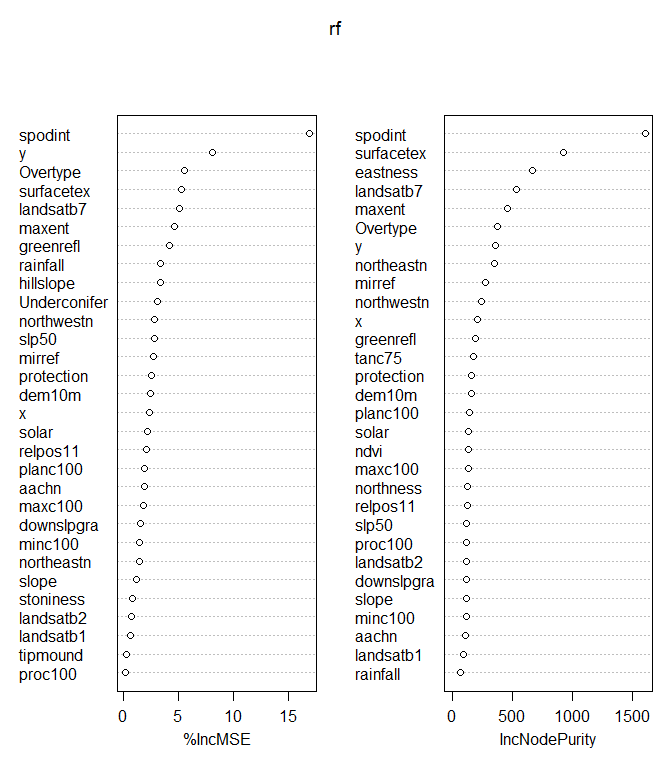 rf
spodint
y
Overtype
surfacetex
landsatb7
maxent
greenrefl
rainfall
hillslope
Underconifer
northwestn
slp50
mirref
protection
dem10m
x
solar
relpos11
planc100
aachn
maxc100
downslpgra
minc100
northeastn
slope
stoniness
landsatb2
landsatb1
tipmound
proc100
0 5 10 15
%IncMSE
spodint
surfacetex
eastness
landsatb7
maxent
Overtype
y
northeastn
mirref
northwestn
x
greenrefl
tanc75
protection
dem10m
planc100
solar
ndvi
maxc100
northness
relpos11
slp50
proc100
landsatb2
downslpgra
slope
minc100
aachn
landsatb1
rainfall
0 500 1000 1500
IncNodePurity